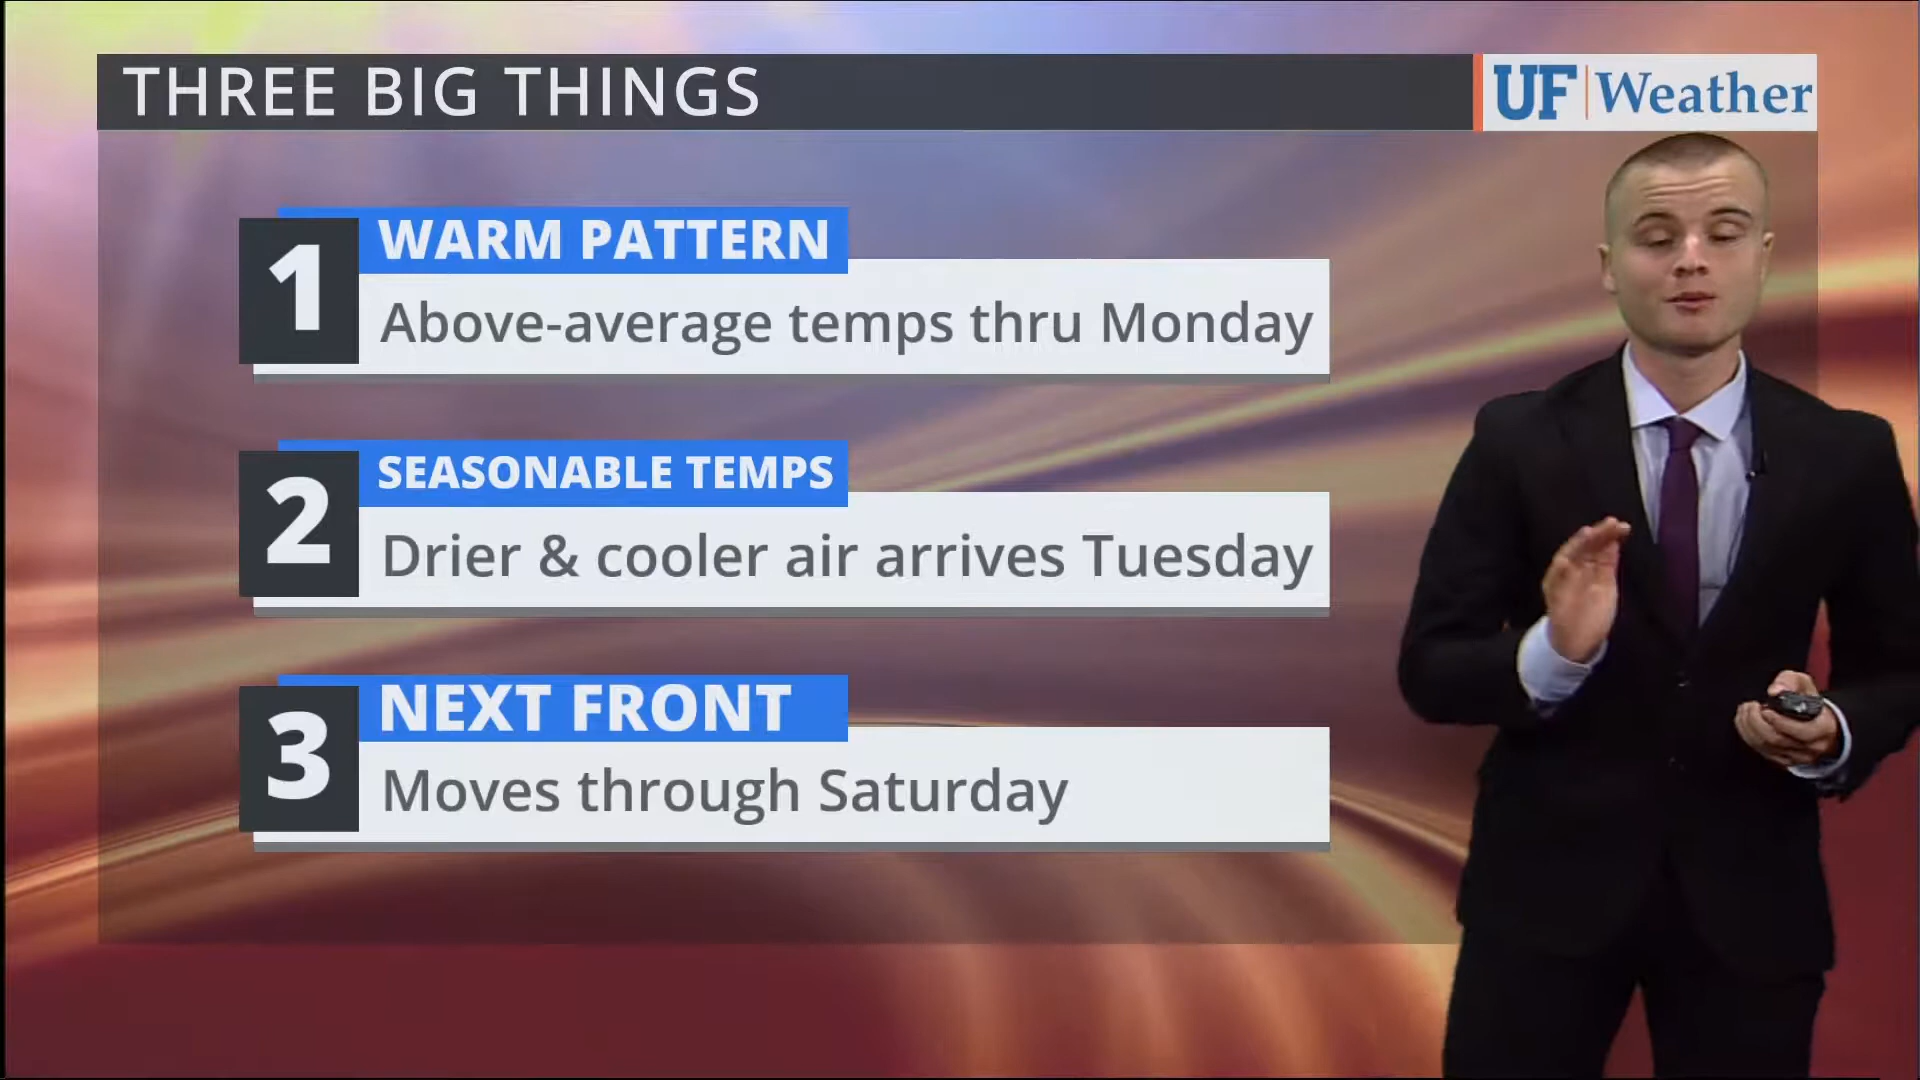 THREE BIG THINGS
UF Weather
1 WARM PATTERN
Above-average temps thru Monday
2 SEASONABLE TEMPS
Drier & cooler air arrives Tuesday
3 NEXT FRONT
Moves through Saturday